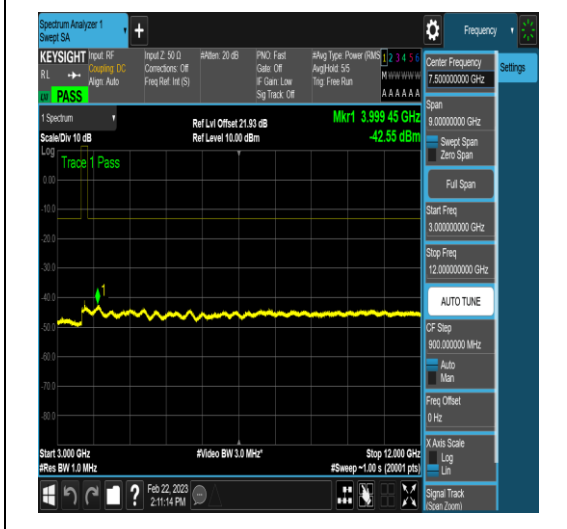 Spectrum Analyzer 1
Swept SA
Frequency
KEYSIGHT
RL
Input: RF
Coupling: DC
Align: Auto
Input Z: 50 Ω
Corrections: Off
Freq Ref: Int (S)
#Atten: 20 dB
PNO: Fast
Gate: Off
IF Gain: Low
Sig Track: Off
#Avg Type: Power (RMS
Avg|Hold: 5/5
Trig: Free Run
1 2 3 4 5 6
M W W W W W
A A A A A A
PASS
1 Spectrum
Scale/Div 10 dB
Log
Ref Lvl Offset 21.93 dB
Ref Level 10.00 dBm
Mkr1 3.999 45 GHz
-42.55 dBm
Trace 1 Pass
0.00
-10.0
-20.0
-30.0
-40.0
-50.0
-60.0
-70.0
-80.0
1
Start 3.000 GHz
#Res BW 1.0 MHz
#Video BW 3.0 MHz*
Stop 12.000 GHz
#Sweep ~1.00 s (20001 pts)
Feb 22, 2023
2:11:14 PM
Center Frequency
7.500000000 GHz
Span
9.00000000 GHz
Swept Span
Zero Span
Full Span
Start Freq
3.000000000 GHz
Stop Freq
12.000000000 GHz
AUTO TUNE
CF Step
900.000000 MHz
Auto
Man
Freq Offset
0 Hz
X Axis Scale
Log
Lin
Signal Track
(Span Zoom)
Settings